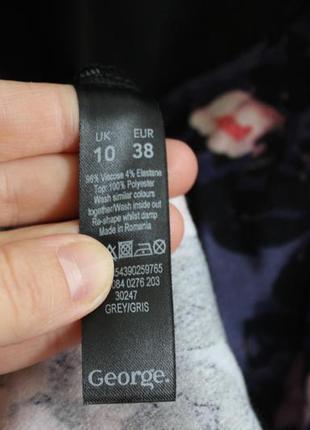 UK EUR
10 38
96% Viscose 4% Elastene
Top: 100% Polyester
Wash similar colours
together/Wash inside out
Re-shape whilst damp
Made in Romania
54390259765
084 0276 203
30247
GREY/GRIS
George.